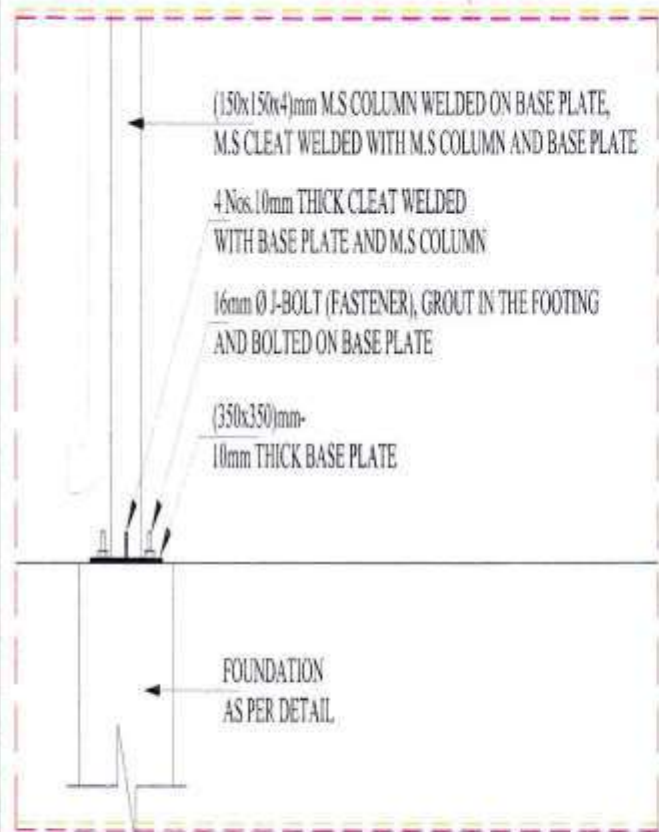 (150x150x4)mm M.S COLUMN WELDED ON BASE PLATE,
M.S CLEAT WELDED WITH M.S COLUMN AND BASE PLATE
4 Nos.10mm THICK CLEAT WELDED
WITH BASE PLATE AND M.S COLUMN
16mm Ø J-BOLT (FASTENER), GROUT IN THE FOOTING
AND BOLTED ON BASE PLATE
(350x350)mm-
10mm THICK BASE PLATE
FOUNDATION
AS PER DETAIL